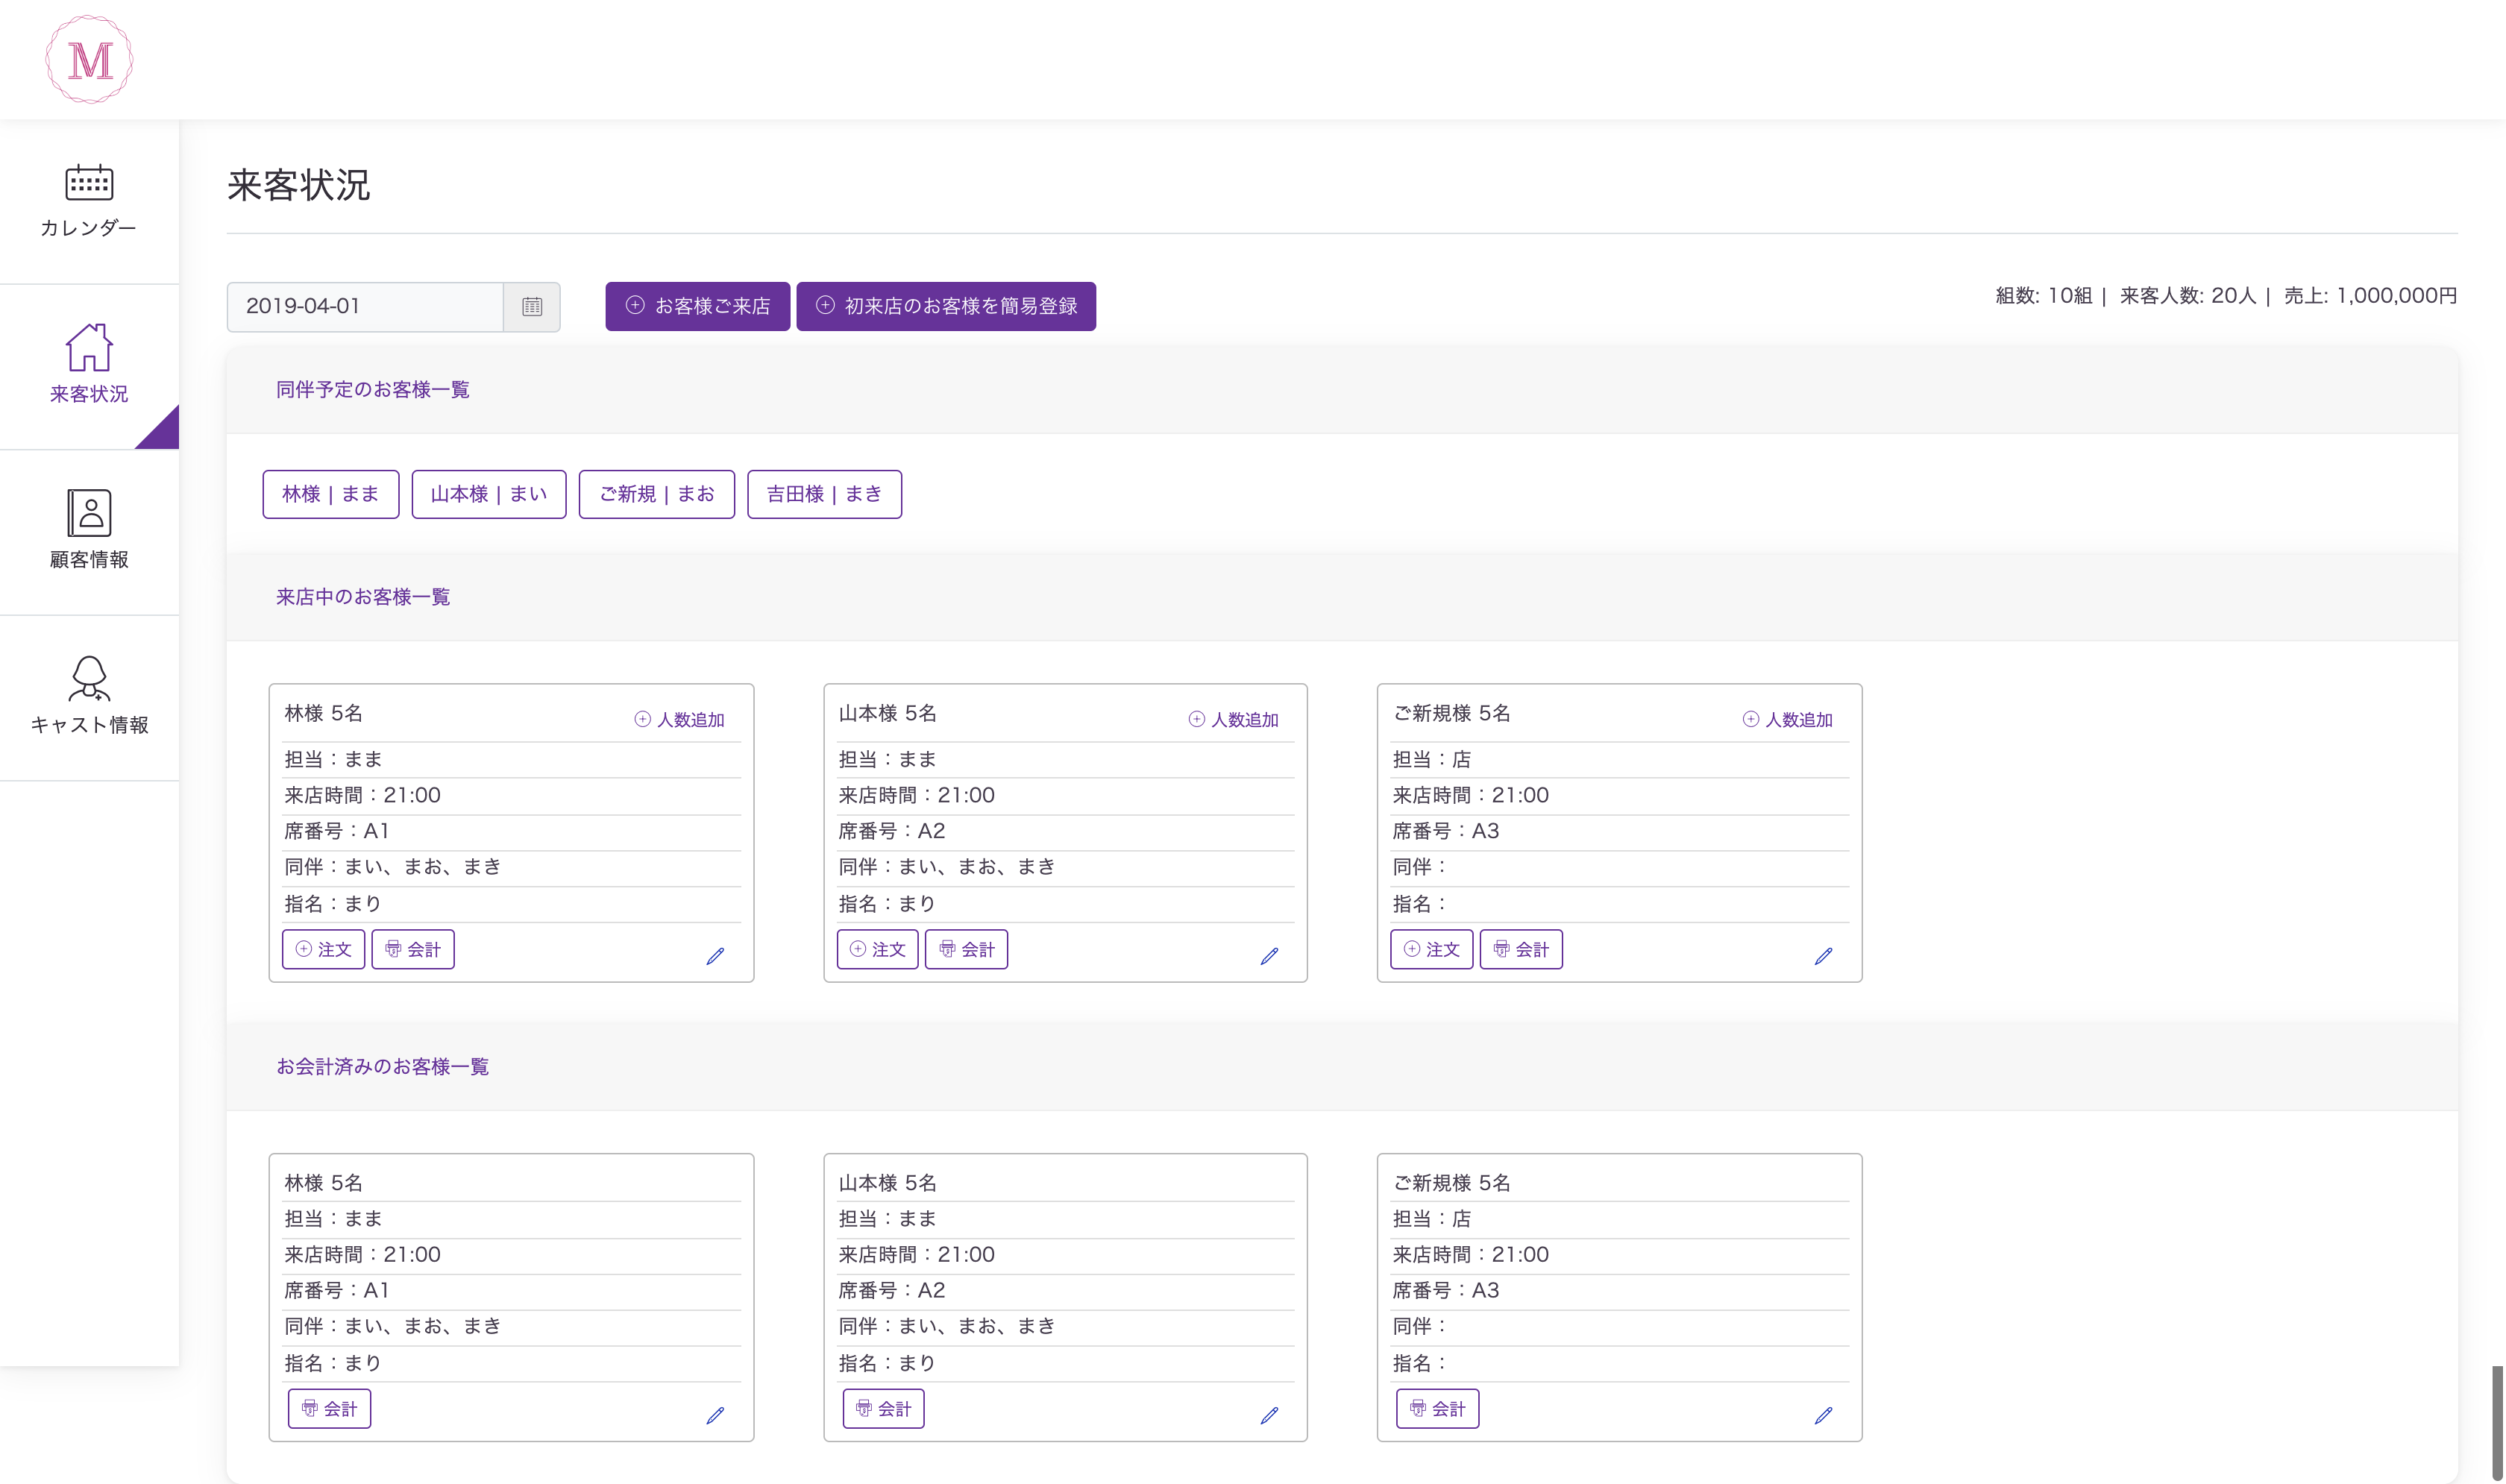 M
カレンダー
来客状況
顧客情報
キャスト情報
来客状況
2019-04-01
お客様ご来店
初来店のお客様を簡易登録
組数: 10組 | 来客人数: 20人 | 売上: 1,000,000円
同伴予定のお客様一覧
林様 | まま
山本様 | まい
ご新規 | まお
吉田様 | まき
来店中のお客様一覧
林様 5名
人数追加
担当：まま
来店時間：21:00
席番号：A1
同伴：まい、まお、まき
指名：まり
注文
会計
山本様 5名
人数追加
担当：まま
来店時間：21:00
席番号：A2
同伴：まい、まお、まき
指名：まり
注文
会計
ご新規様 5名
人数追加
担当：店
来店時間：21:00
席番号：A3
同伴：
指名：
注文
会計
お会計済みのお客様一覧
林様 5名
担当：まま
来店時間：21:00
席番号：A1
同伴：まい、まお、まき
指名：まり
会計
山本様 5名
担当：まま
来店時間：21:00
席番号：A2
同伴：まい、まお、まき
指名：まり
会計
ご新規様 5名
担当：店
来店時間：21:00
席番号：A3
同伴：
指名：
会計